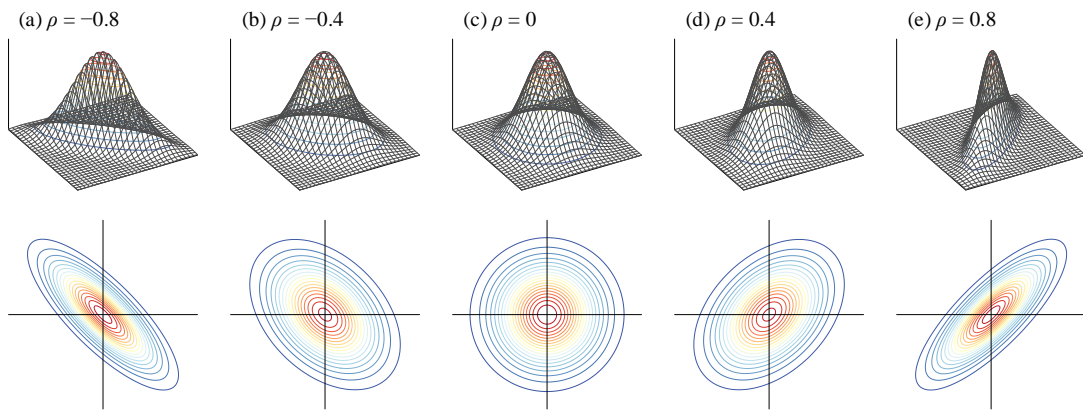 (a) ρ = −0.8
(b) ρ = −0.4
(c) ρ = 0
(d) ρ = 0.4
(e) ρ = 0.8